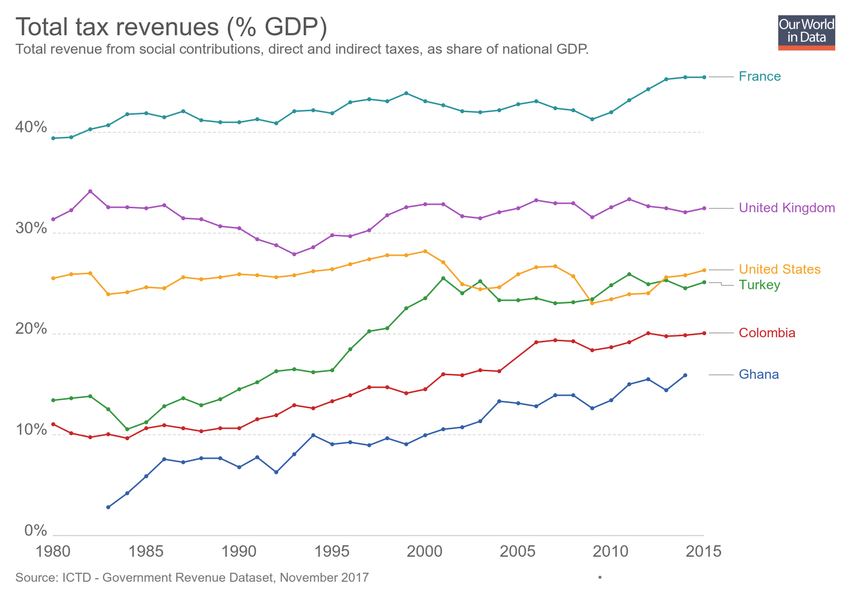 Total tax revenues (% GDP)
Total revenue from social contributions, direct and indirect taxes, as share of national GDP.
Our World
in Data
France
40%
United Kingdom
30%
United States
Turkey
20%
Colombia
Ghana
10%
0%
1980 1985 1990 1995 2000 2005 2010 2015
Source: ICTD - Government Revenue Dataset, November 2017